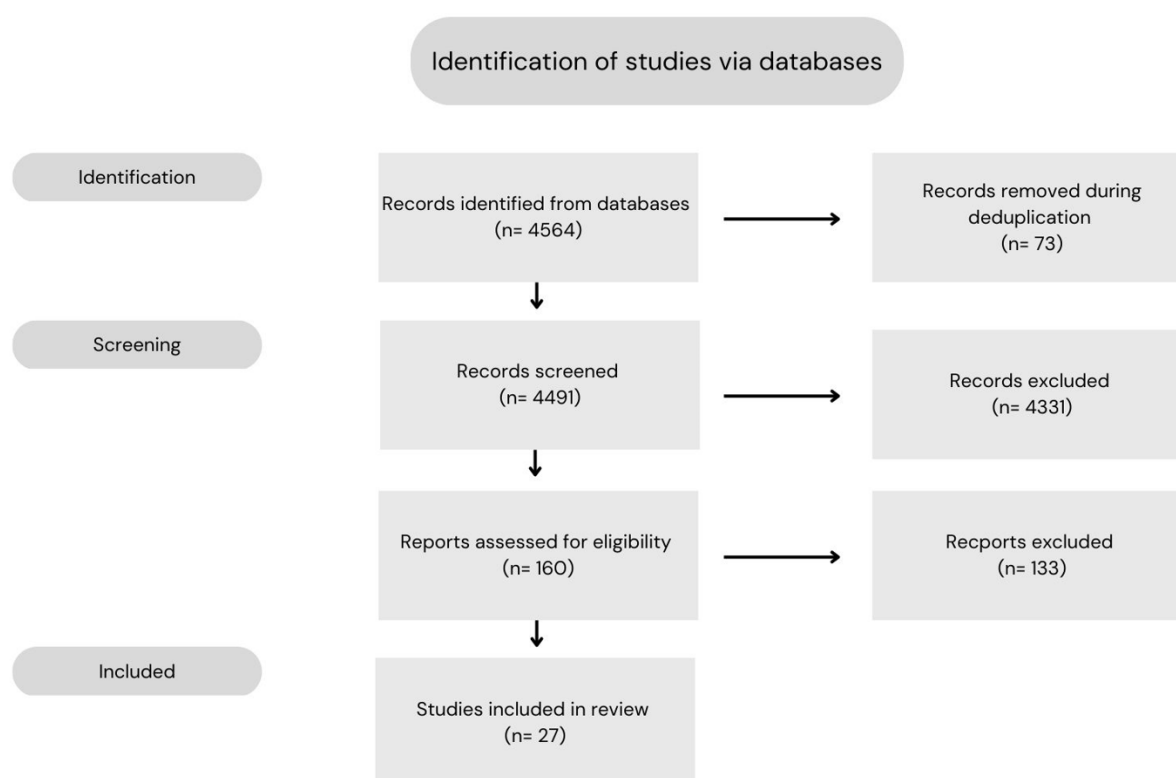 Identification of studies via databases
Identification
Records identified from databases
(n= 4564)
Records removed during
deduplication
(n= 73)
Screening
Records screened
(n= 4491)
Records excluded
(n= 4331)
Reports assessed for eligibility
(n= 160)
Recports excluded
(n= 133)
Included
Studies included in review
(n= 27)